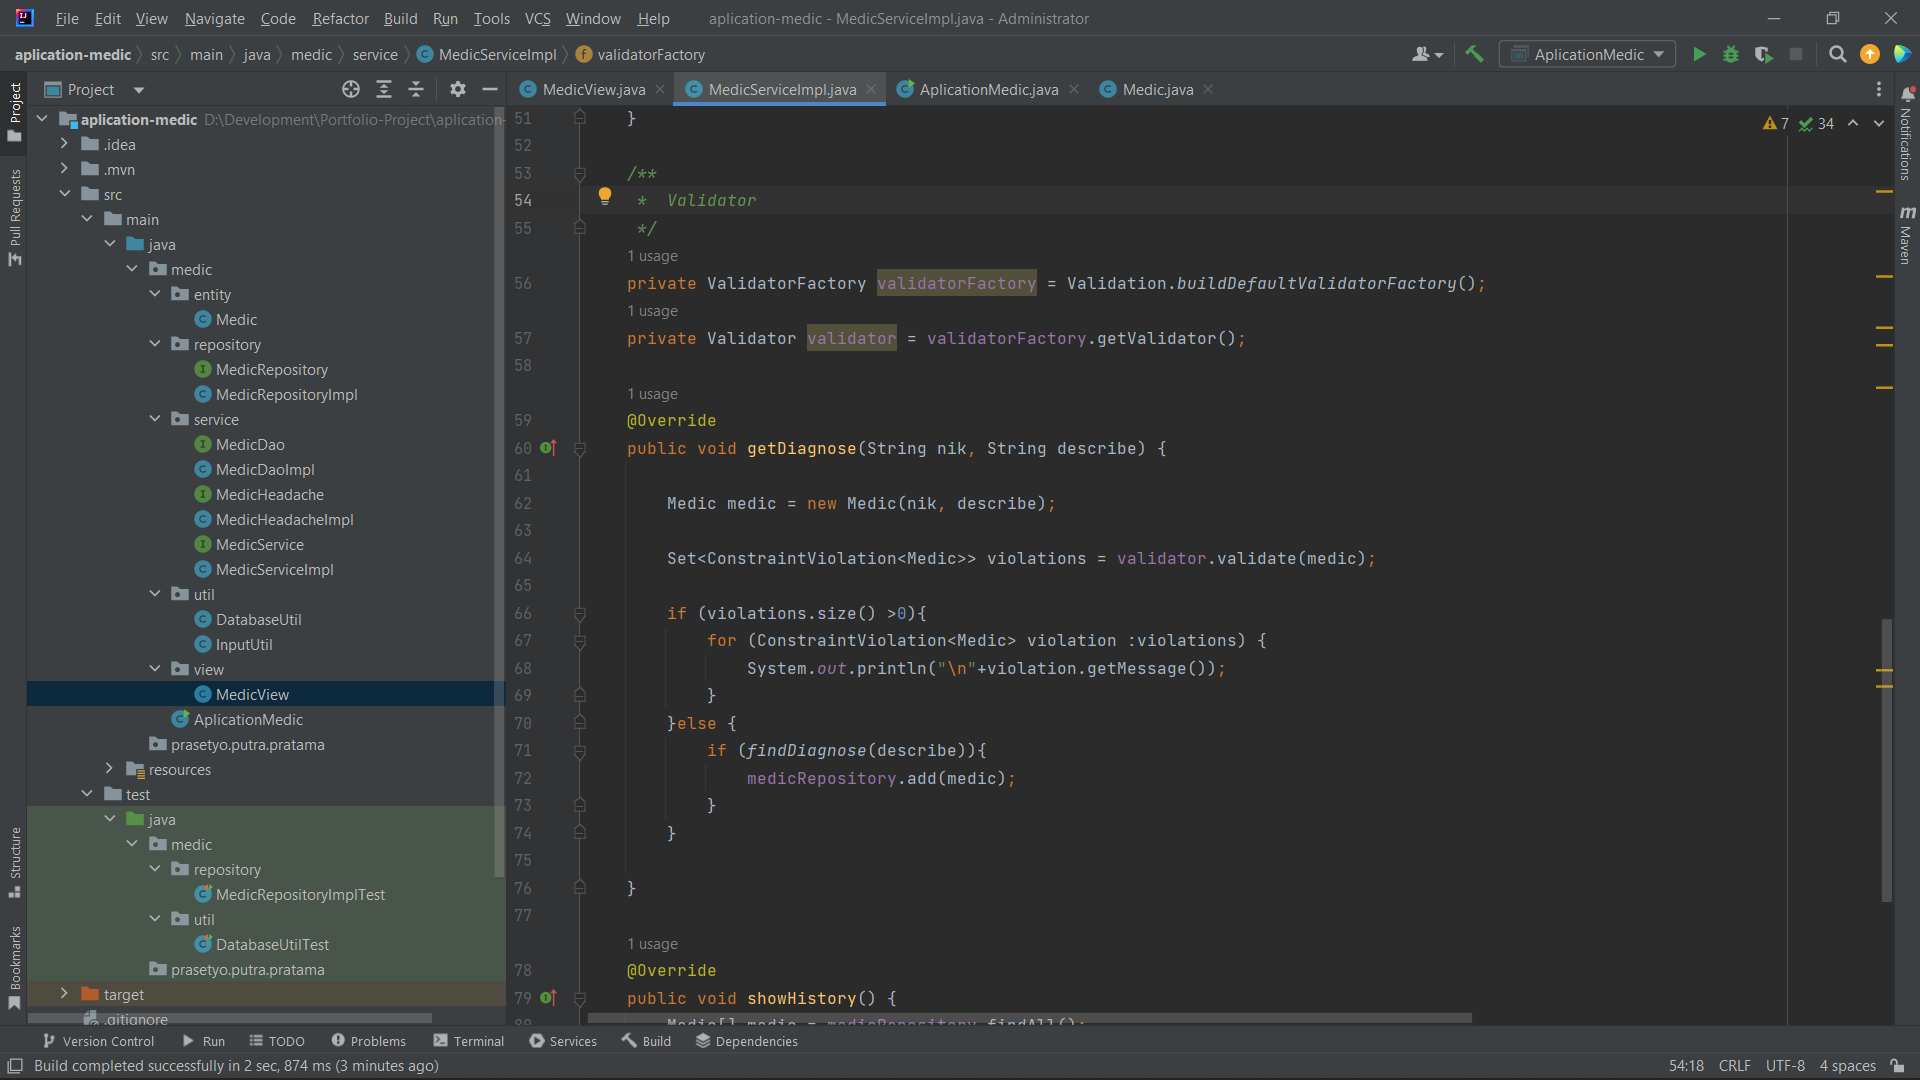 File Edit View Navigate Code Refactor Build Run Tools VCS Window Help aplication-medic - MedicServiceImpl.java - Administrator
aplication-medic src main java medic service MedicServiceImpl validatorFactory AplicationMedic
Project
MedicView.java MedicServiceImpl.java AplicationMedic.java Medic.java
Project
Pull Requests
Structure
Bookmarks
aplication-medic D:\Development\Portfolio-Project\aplication-
.idea
.mvn
src
main
java
medic
entity
Medic
repository
MedicRepository
MedicRepositoryImpl
service
MedicDao
MedicDaoImpl
MedicHeadache
MedicHeadacheImpl
MedicService
MedicServiceImpl
util
DatabaseUtil
InputUtil
view
MedicView
AplicationMedic
prasetyo.putra.pratama
resources
test
java
medic
repository
MedicRepositoryImplTest
util
DatabaseUtilTest
prasetyo.putra.pratama
target
.gitignore
7 34
51 }
52
53 /**
54 * Validator
55 */
1 usage
56 private ValidatorFactory validatorFactory = Validation.buildDefaultValidatorFactory();
1 usage
57 private Validator validator = validatorFactory.getValidator();
58
1 usage
59 @Override
60 public void getDiagnose(String nik, String describe) {
61
62 Medic medic = new Medic(nik, describe);
63
64 Set<ConstraintViolation<Medic>> violations = validator.validate(medic);
65
66 if (violations.size() >0){
67 for (ConstraintViolation<Medic> violation :violations) {
68 System.out.println("\n"+violation.getMessage());
69 }
70 }else {
71 if (findDiagnose(describe)){
72 medicRepository.add(medic);
73 }
74 }
75
76 }
77
1 usage
78 @Override
79 public void showHistory() {
80 Medic[] medic = medicRepository.findAll();
Notifications
Maven
Version Control Run TODO Problems Terminal Services Build Dependencies
Build completed successfully in 2 sec, 874 ms (3 minutes ago) 54:18 CRLF UTF-8 4 spaces